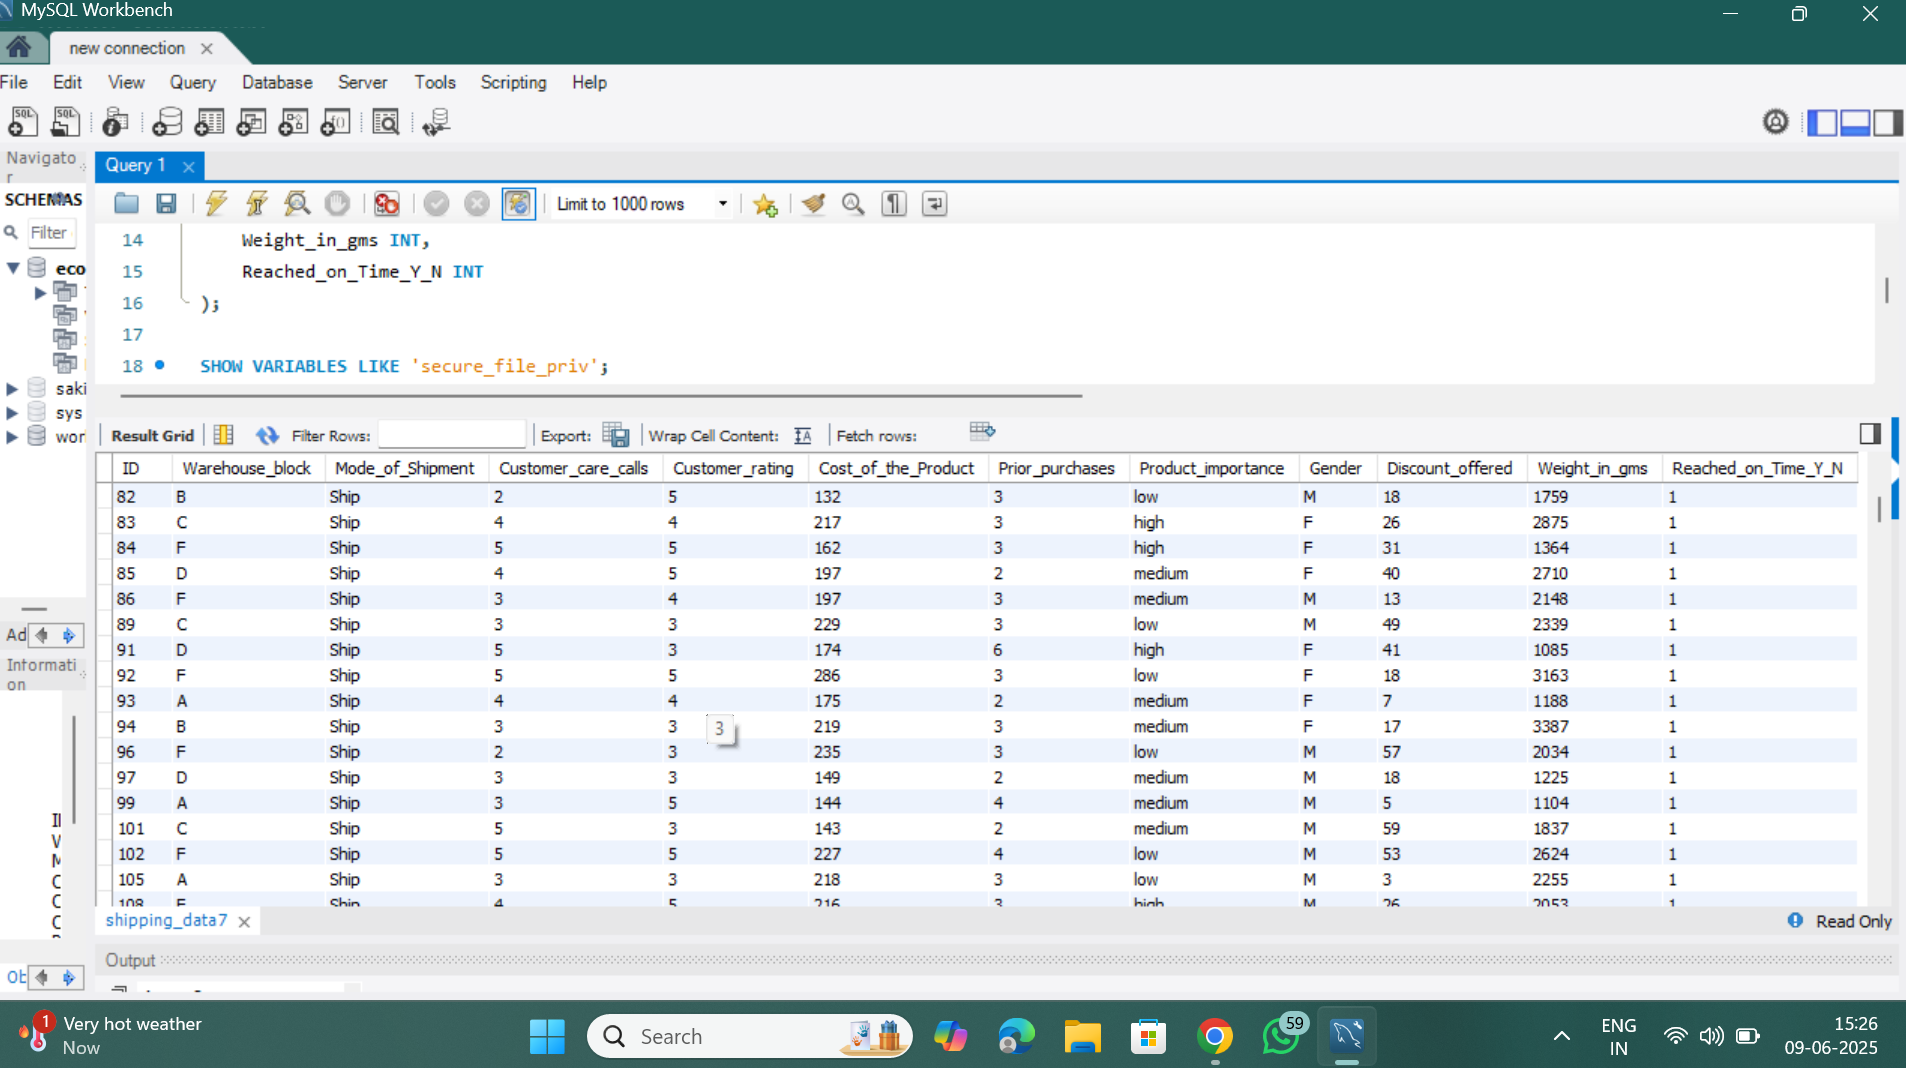 MySQL Workbench
new connection
File Edit View Query Database Server Tools Scripting Help
Navigato
r
Query 1
SCHEMAS
Limit to 1000 rows
Filter
14 Weight_in_gms INT,
15 Reached_on_Time_Y_N INT
16 );
17
18 SHOW VARIABLES LIKE 'secure_file_priv';
eco
saki
sys
wor
Result Grid Filter Rows: Export: Wrap Cell Content: Fetch rows:
ID Warehouse_block Mode_of_Shipment Customer_care_calls Customer_rating Cost_of_the_Product Prior_purchases Product_importance Gender Discount_offered Weight_in_gms Reached_on_Time_Y_N
82 B Ship 2 5 132 3 low M 18 1759 1
83 C Ship 4 4 217 3 high F 26 2875 1
84 F Ship 5 5 162 3 high F 31 1364 1
85 D Ship 4 5 197 2 medium F 40 2710 1
86 F Ship 3 4 197 3 medium M 13 2148 1
89 C Ship 3 3 229 3 low M 49 2339 1
91 D Ship 5 3 174 6 high F 41 1085 1
92 F Ship 5 5 286 3 low F 18 3163 1
93 A Ship 4 4 175 2 medium F 7 1188 1
94 B Ship 3 3 219 3 medium F 17 3387 1
3
96 F Ship 2 3 235 3 low M 57 2034 1
97 D Ship 3 3 149 2 medium M 18 1225 1
99 A Ship 3 5 144 4 medium M 5 1104 1
101 C Ship 5 3 143 2 medium M 59 1837 1
102 F Ship 5 5 227 4 low M 53 2624 1
105 A Ship 3 3 218 3 low M 3 2255 1
108 F Ship 4 5 216 3 high M 26 2053 1
Ad
Informati
on
shipping_data7
Read Only
Output
Ob
1
Very hot weather
Now
Search
59
ENG
IN
15:26
09-06-2025